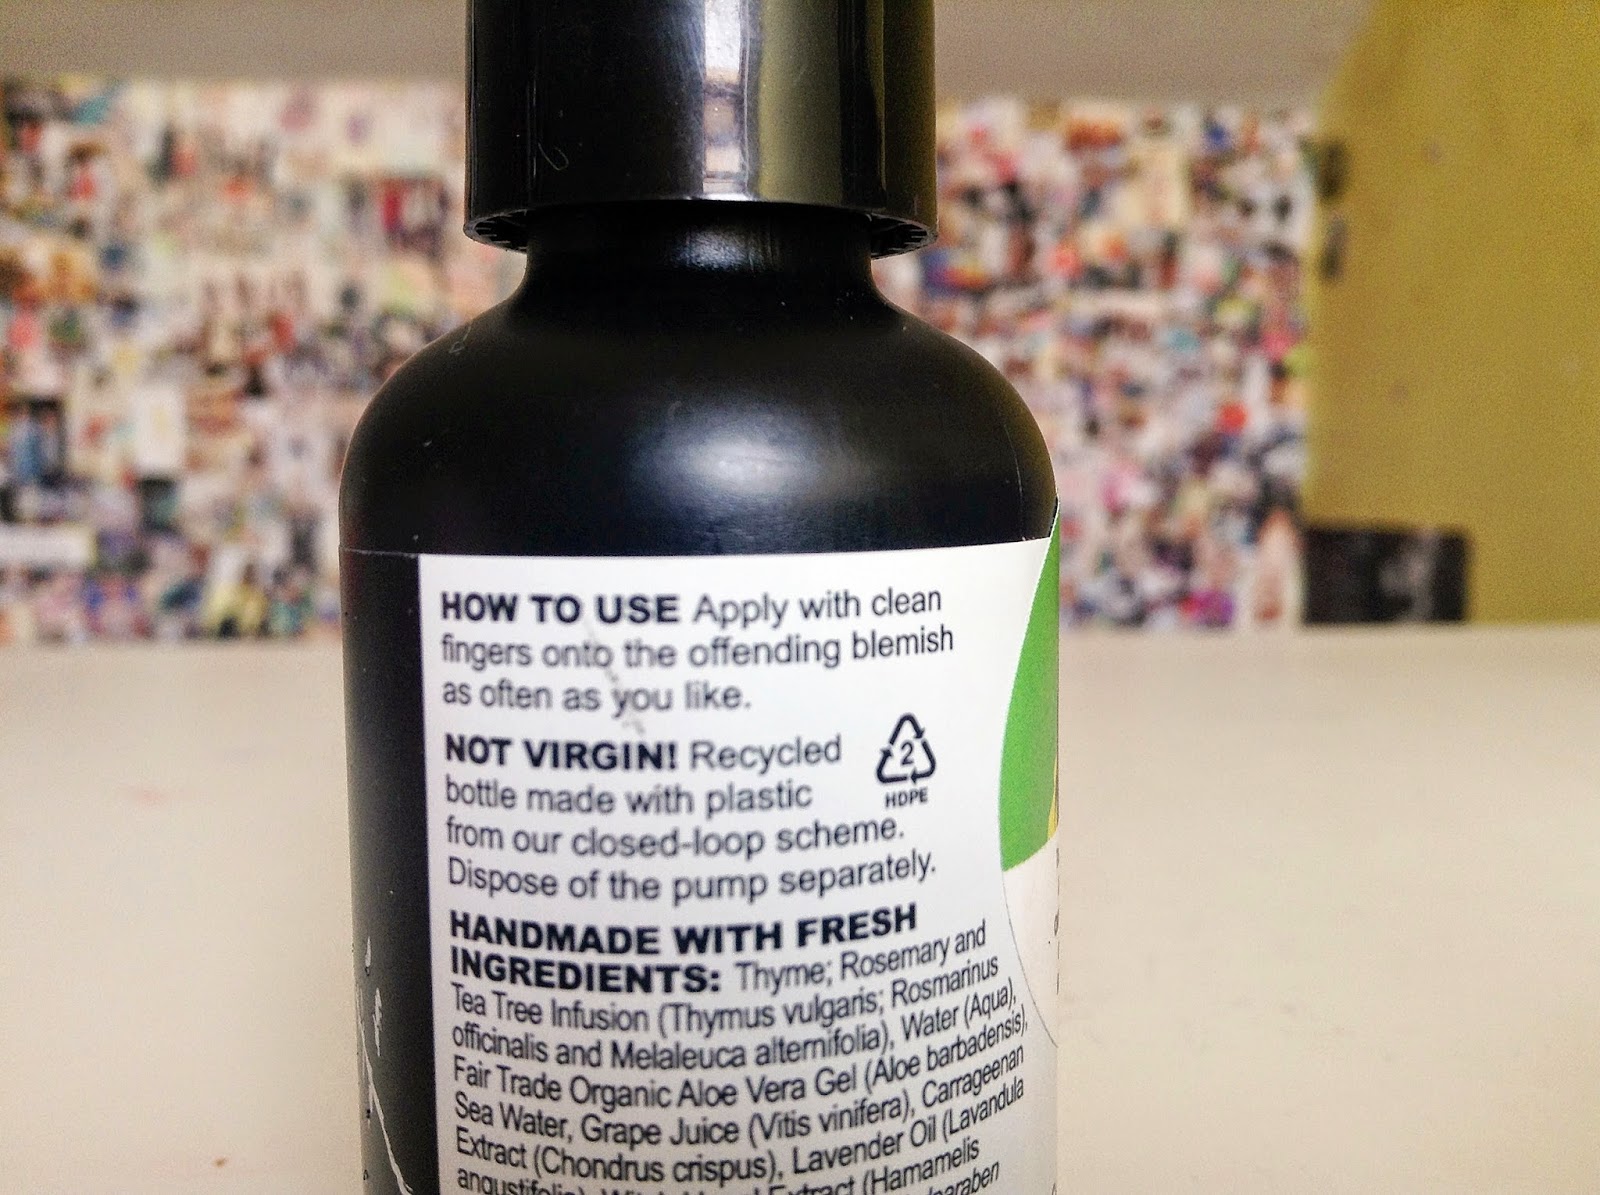 HOW TO USE Apply with clean
fingers onto the offending blemish
as often as you like.
NOT VIRGIN! Recycled
bottle made with plastic
from our closed-loop scheme.
Dispose of the pump separately.
2
HDPE
HANDMADE WITH FRESH
INGREDIENTS: Thyme; Rosemary and
Tea Tree Infusion (Thymus vulgaris; Rosmarinus
officinalis and Melaleuca alternifolia), Water (Aqua),
Fair Trade Organic Aloe Vera Gel (Aloe barbadensis),
Sea Water, Grape Juice (Vitis vinifera), Carrageenan
Extract (Chondrus crispus), Lavender Oil (Lavandula
angustifolia), Witch Hazel Extract (Hamamelis